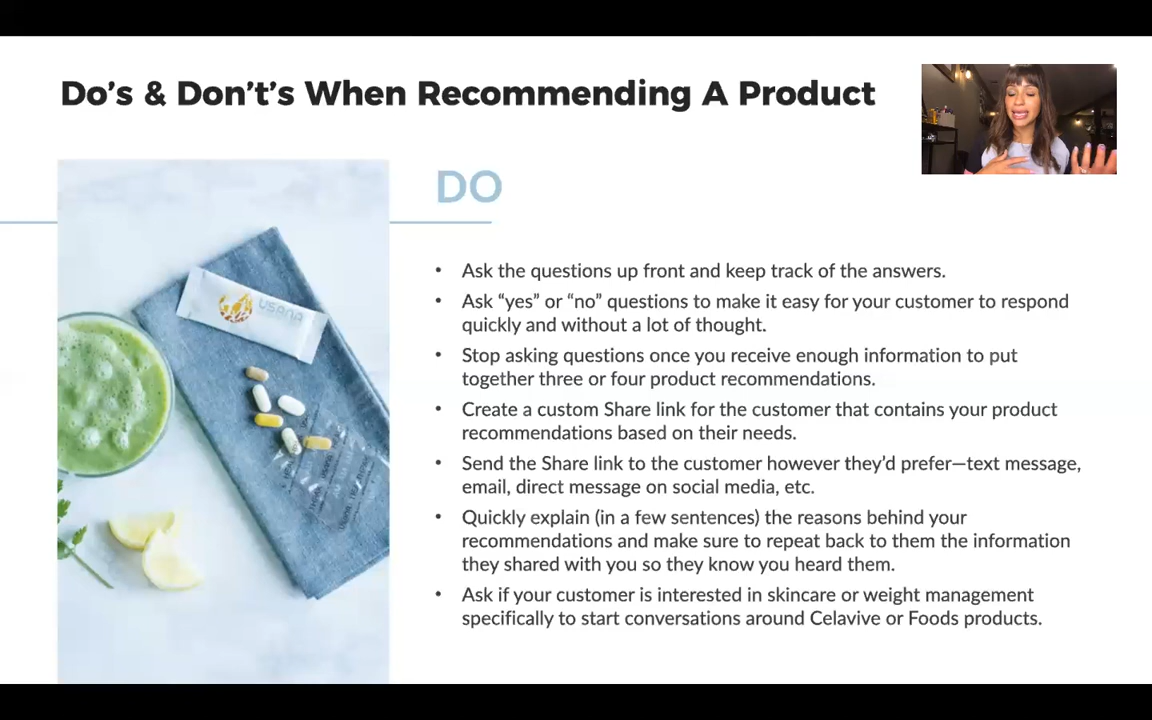 Do's & Don't's When Recommending A Product
DO
• Ask the questions up front and keep track of the answers.
• Ask “yes” or “no” questions to make it easy for your customer to respond
quickly and without a lot of thought.
• Stop asking questions once you receive enough information to put
together three or four product recommendations.
• Create a custom Share link for the customer that contains your product
recommendations based on their needs.
• Send the Share link to the customer however they’d prefer—text message,
email, direct message on social media, etc.
• Quickly explain (in a few sentences) the reasons behind your
recommendations and make sure to repeat back to them the information
they shared with you so they know you heard them.
• Ask if your customer is interested in skincare or weight management
specifically to start conversations around Celavive or Foods products.
USANA